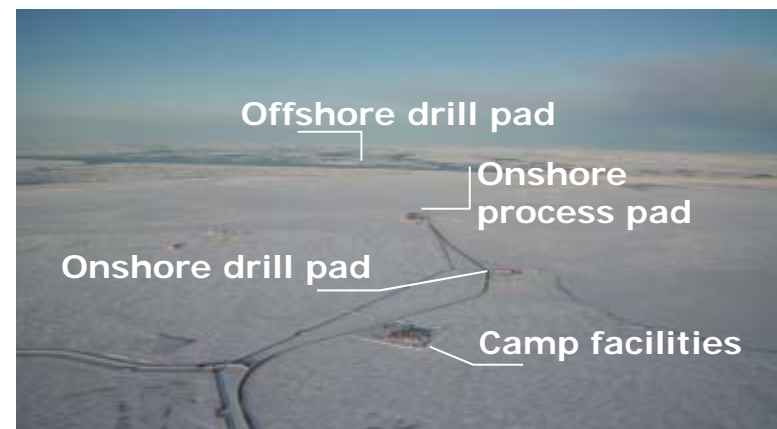 Offshore drill pad
Onshore
process pad
Onshore drill pad
Camp facilities